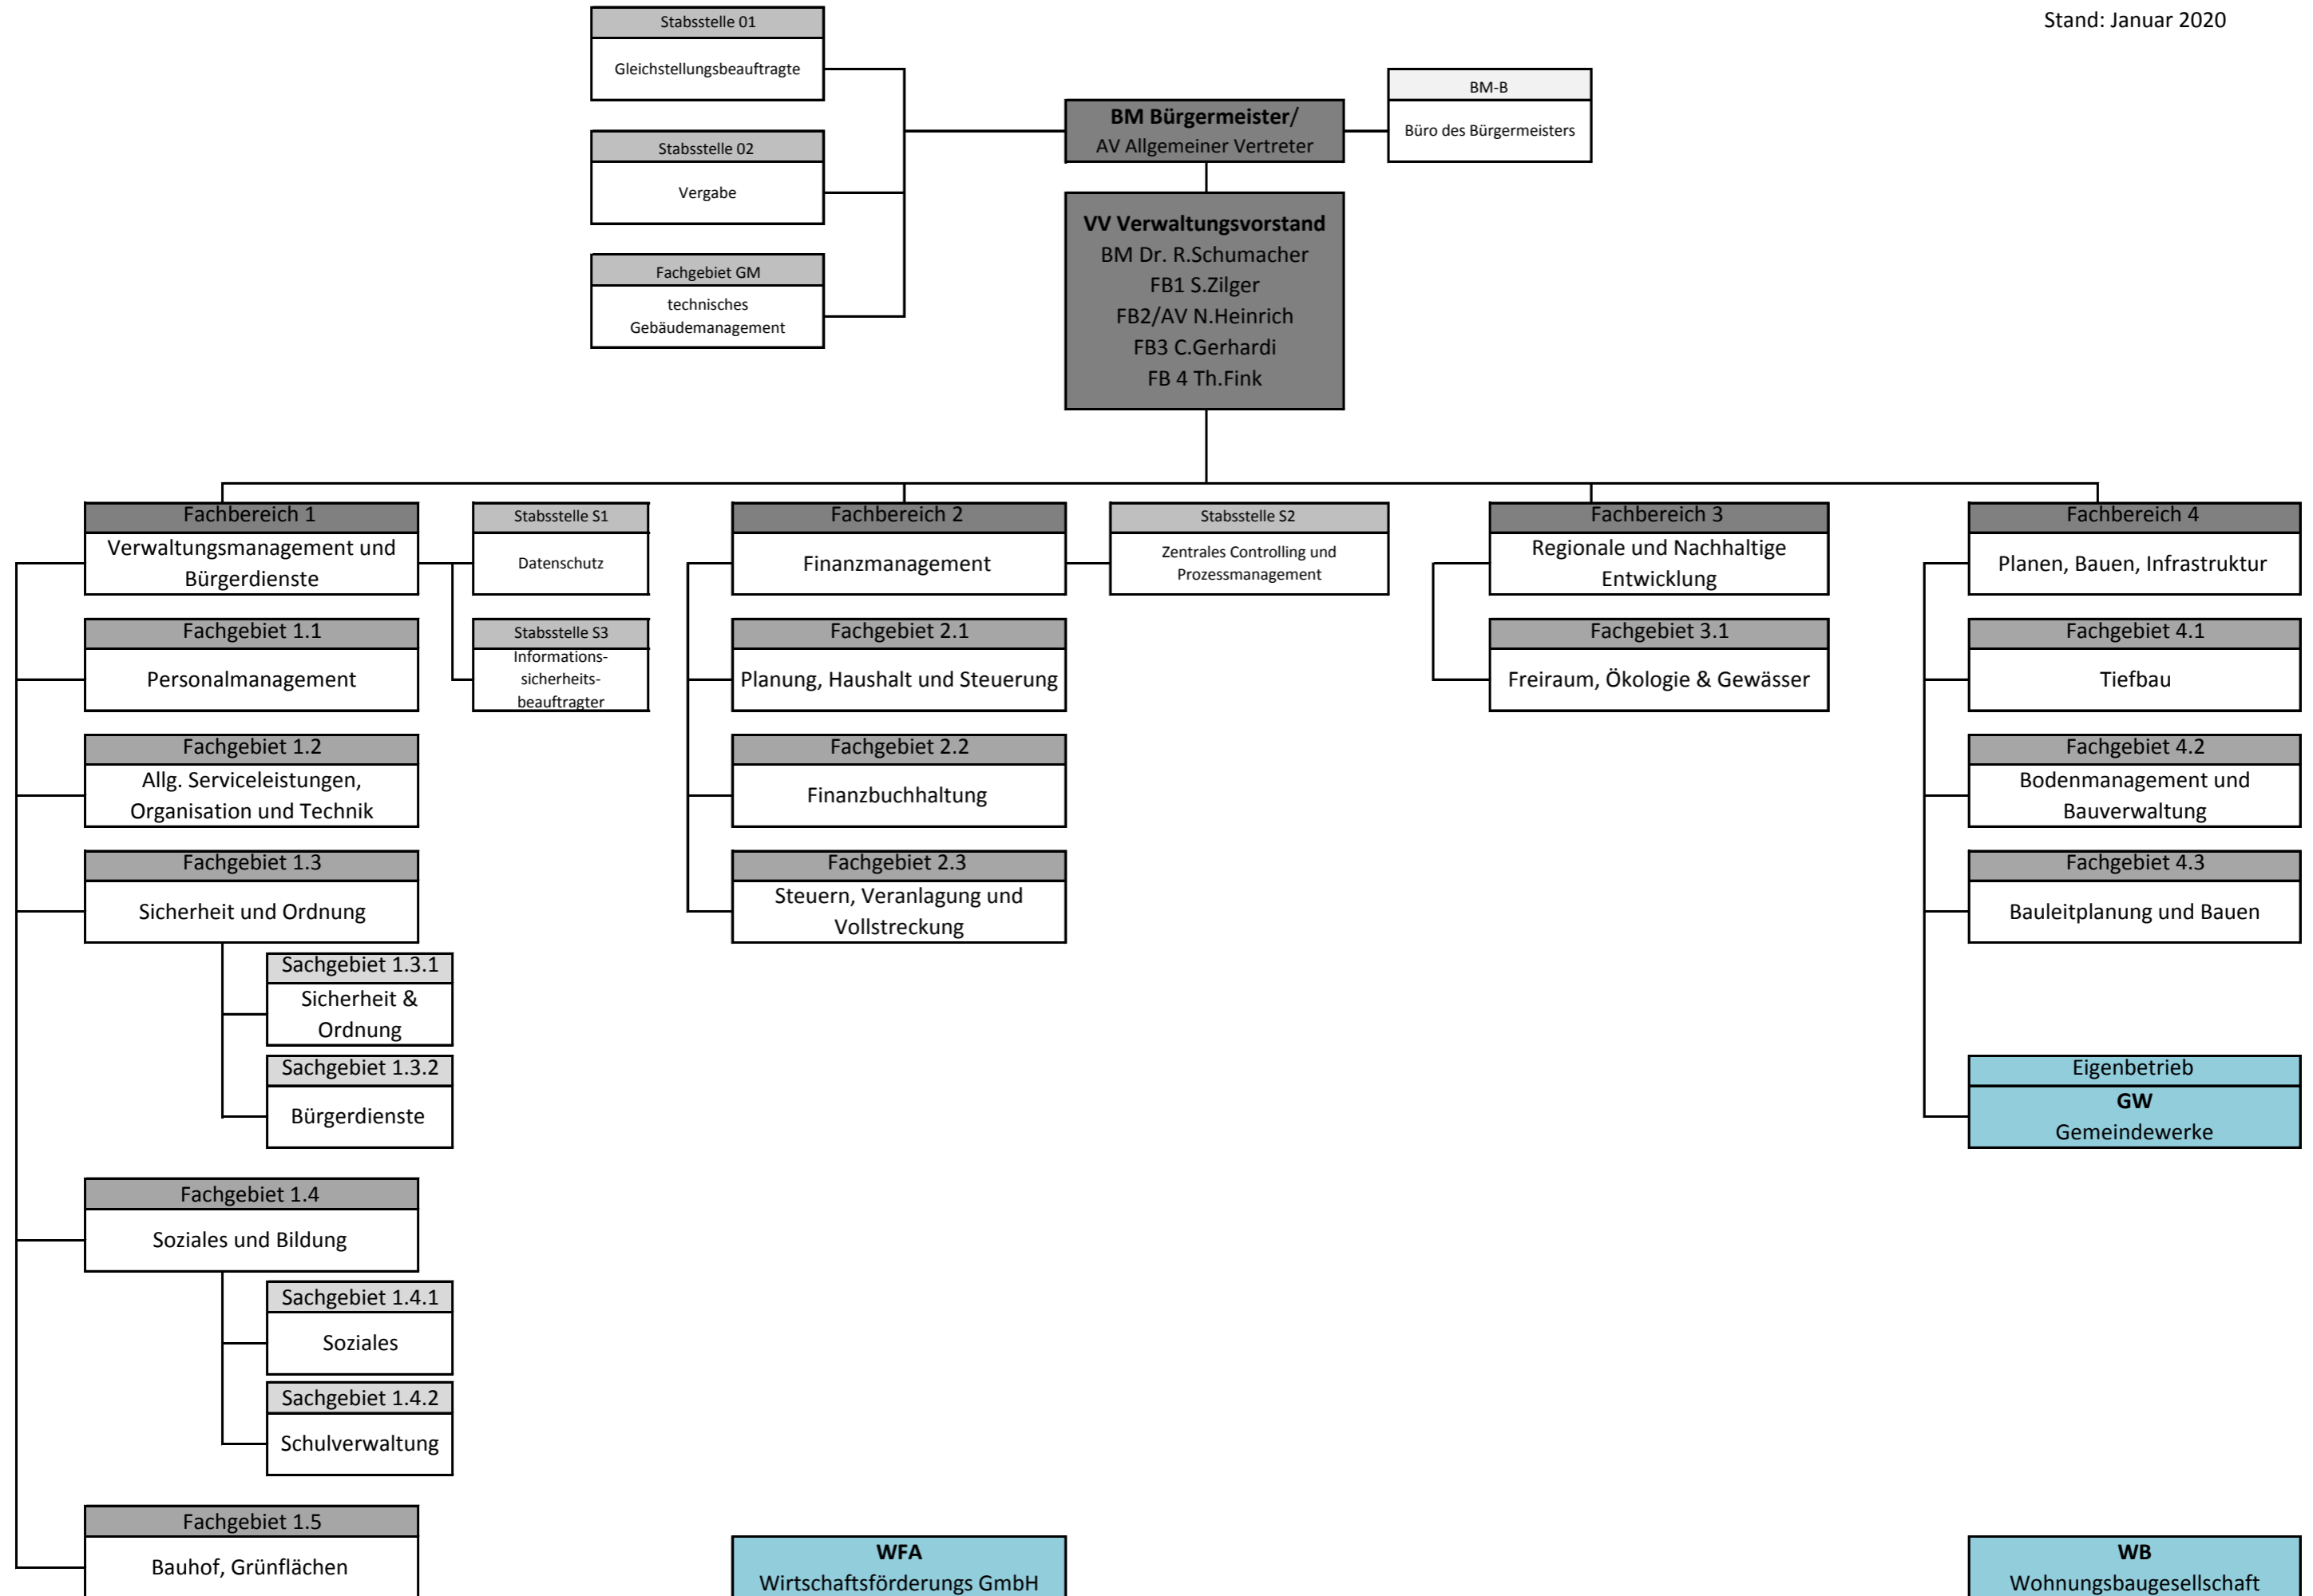 Stand: Januar 2020
Stabsstelle 01
Gleichstellungsbeauftragte
Stabsstelle 02
Vergabe
Fachgebiet GM
technisches
Gebäudemanagement
BM Bürgermeister/
AV Allgemeiner Vertreter
BM-B
Büro des Bürgermeisters
VV Verwaltungsvorstand
BM Dr. R.Schumacher
FB1 S.Zilger
FB2/AV N.Heinrich
FB3 C.Gerhardi
FB 4 Th.Fink
Fachbereich 1
Verwaltungsmanagement und
Bürgerdienste
Stabsstelle S1
Datenschutz
Stabsstelle S3
Informations-
sicherheits-
beauftragter
Fachgebiet 1.1
Personalmanagement
Fachgebiet 1.2
Allg. Serviceleistungen,
Organisation und Technik
Fachgebiet 1.3
Sicherheit und Ordnung
Sachgebiet 1.3.1
Sicherheit &
Ordnung
Sachgebiet 1.3.2
Bürgerdienste
Fachgebiet 1.4
Soziales und Bildung
Sachgebiet 1.4.1
Soziales
Sachgebiet 1.4.2
Schulverwaltung
Fachgebiet 1.5
Bauhof, Grünflächen
Fachbereich 2
Finanzmanagement
Stabsstelle S2
Zentrales Controlling und
Prozessmanagement
Fachgebiet 2.1
Planung, Haushalt und Steuerung
Fachgebiet 2.2
Finanzbuchhaltung
Fachgebiet 2.3
Steuern, Veranlagung und
Vollstreckung
WFA
Wirtschaftsförderungs GmbH
Fachbereich 3
Regionale und Nachhaltige
Entwicklung
Fachgebiet 3.1
Freiraum, Ökologie & Gewässer
Fachbereich 4
Planen, Bauen, Infrastruktur
Fachgebiet 4.1
Tiefbau
Fachgebiet 4.2
Bodenmanagement und
Bauverwaltung
Fachgebiet 4.3
Bauleitplanung und Bauen
Eigenbetrieb
GW
Gemeindewerke
WB
Wohnungsbaugesellschaft